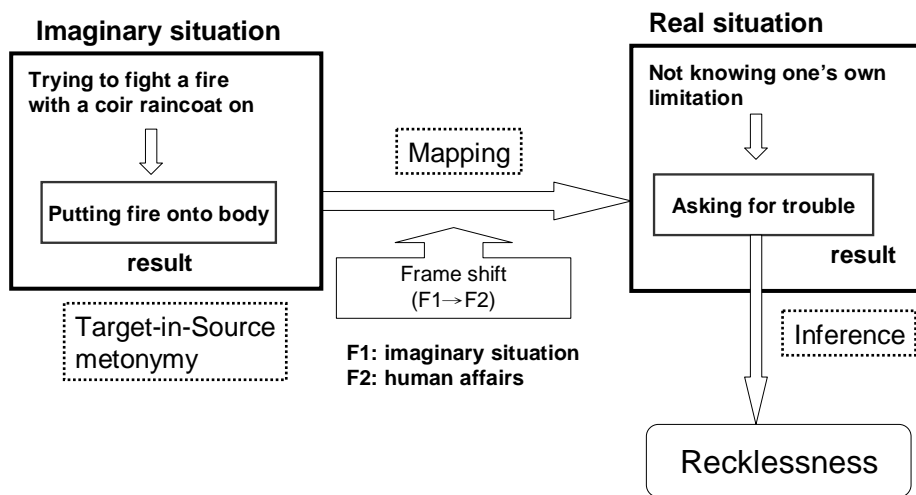 Imaginary situation
Trying to fight a fire
with a coir raincoat on
Putting fire onto body
result
Target-in-Source
metonymy
Mapping
Frame shift
(F1→F2)
F1: imaginary situation
F2: human affairs
Real situation
Not knowing one's own
limitation
Asking for trouble
result
Inference
Recklessness